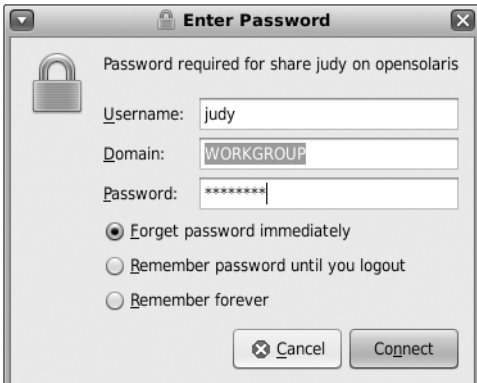 Enter Password
Password required for share judy on opensolaris
Username: judy
Domain: WORKGROUP
Password: ********
Forget password immediately
Remember password until you logout
Remember forever
Cancel Connect